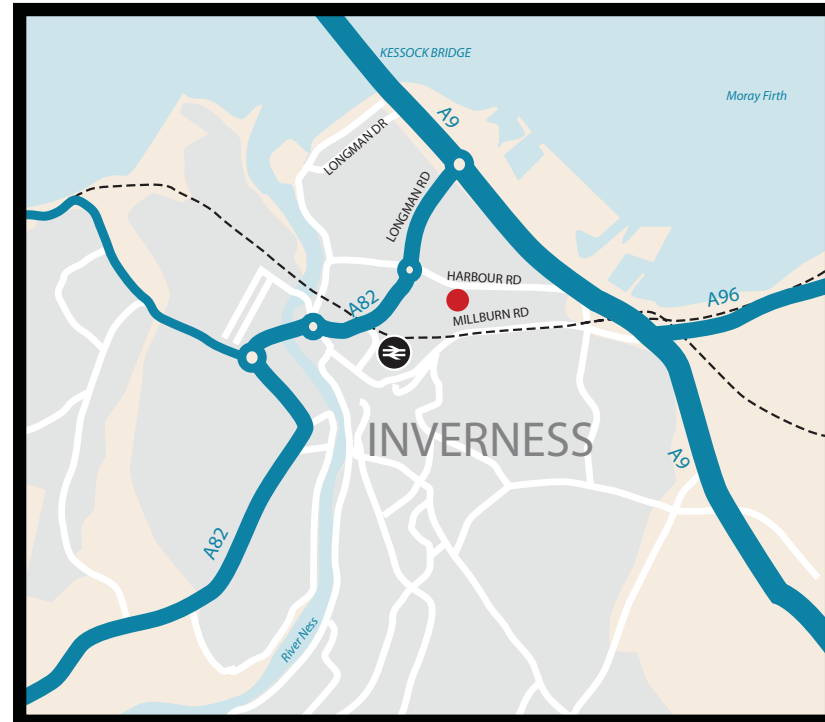 KESSOCK BRIDGE
Moray Firth
A9
LONGMAN DR
LONGMAN RD
HARBOUR RD
A96
A82
MILLBURN RD
INVERNESS
A9
A82
River Ness